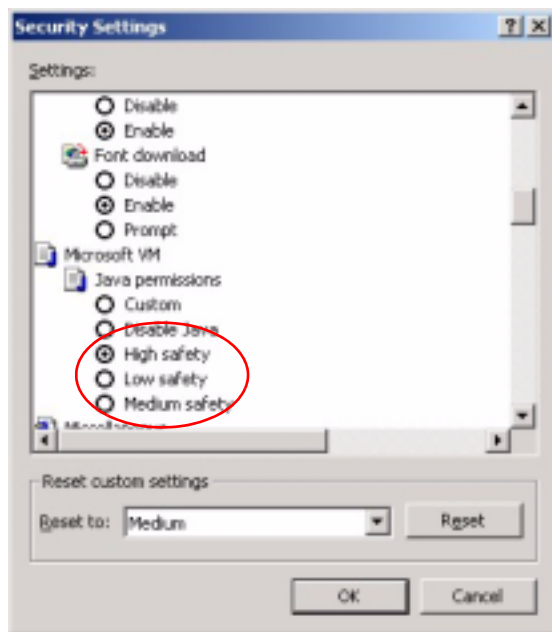 Security Settings
Settings:
Disable
Enable
Font download
Disable
Enable
Prompt
Microsoft VM
Java permissions
Custom
Disable Java
High safety
Low safety
Medium safety
Miscellaneous
Reset custom settings
Reset to: Medium Reset
OK Cancel